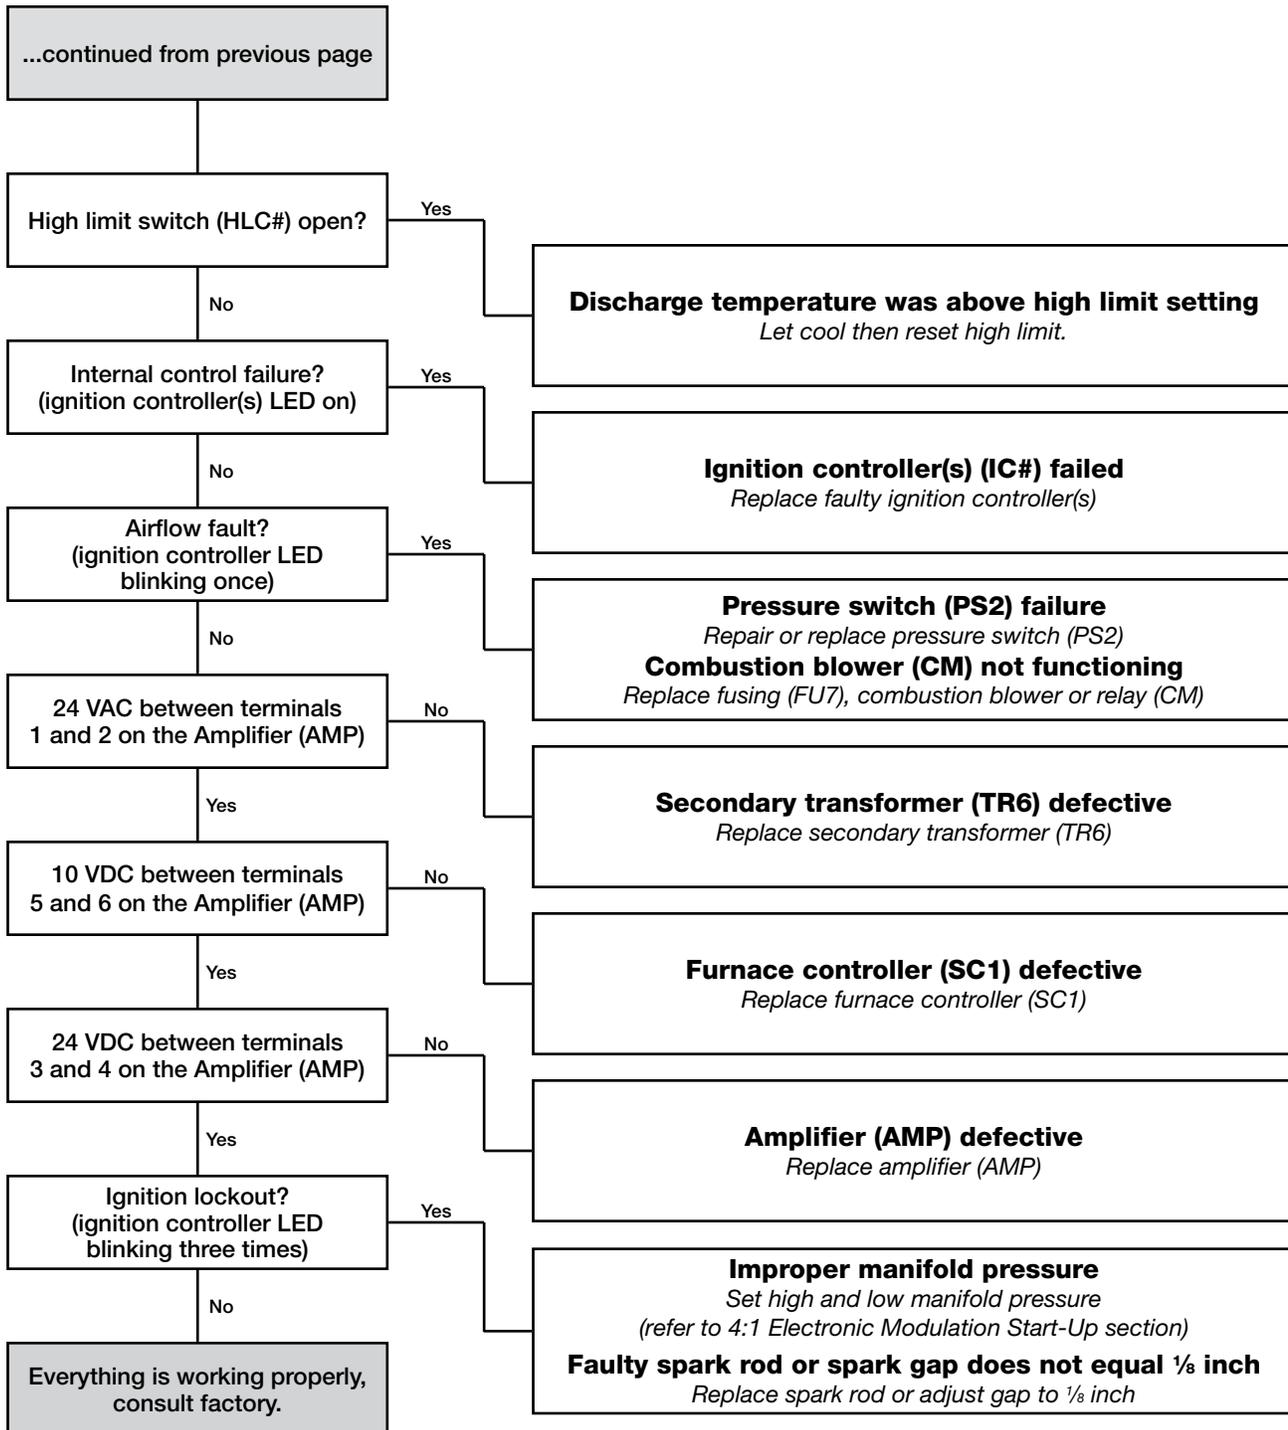 ...continued from previous page
High limit switch (HLC#) open?
Yes
Discharge temperature was above high limit setting
Let cool then reset high limit.
No
Internal control failure?
(ignition controller(s) LED on)
Yes
Ignition controller(s) (IC#) failed
Replace faulty ignition controller(s)
No
Airflow fault?
(ignition controller LED
blinking once)
Yes
Pressure switch (PS2) failure
Repair or replace pressure switch (PS2)
Combustion blower (CM) not functioning
Replace fusing (FU7), combustion blower or relay (CM)
No
24 VAC between terminals
1 and 2 on the Amplifier (AMP)
No
Secondary transformer (TR6) defective
Replace secondary transformer (TR6)
Yes
10 VDC between terminals
5 and 6 on the Amplifier (AMP)
No
Furnace controller (SC1) defective
Replace furnace controller (SC1)
Yes
24 VDC between terminals
3 and 4 on the Amplifier (AMP)
No
Amplifier (AMP) defective
Replace amplifier (AMP)
Yes
Ignition lockout?
(ignition controller LED
blinking three times)
Yes
Improper manifold pressure
Set high and low manifold pressure
(refer to 4:1 Electronic Modulation Start-Up section)
Faulty spark rod or spark gap does not equal ⅛ inch
Replace spark rod or adjust gap to ⅛ inch
No
Everything is working properly,
consult factory.